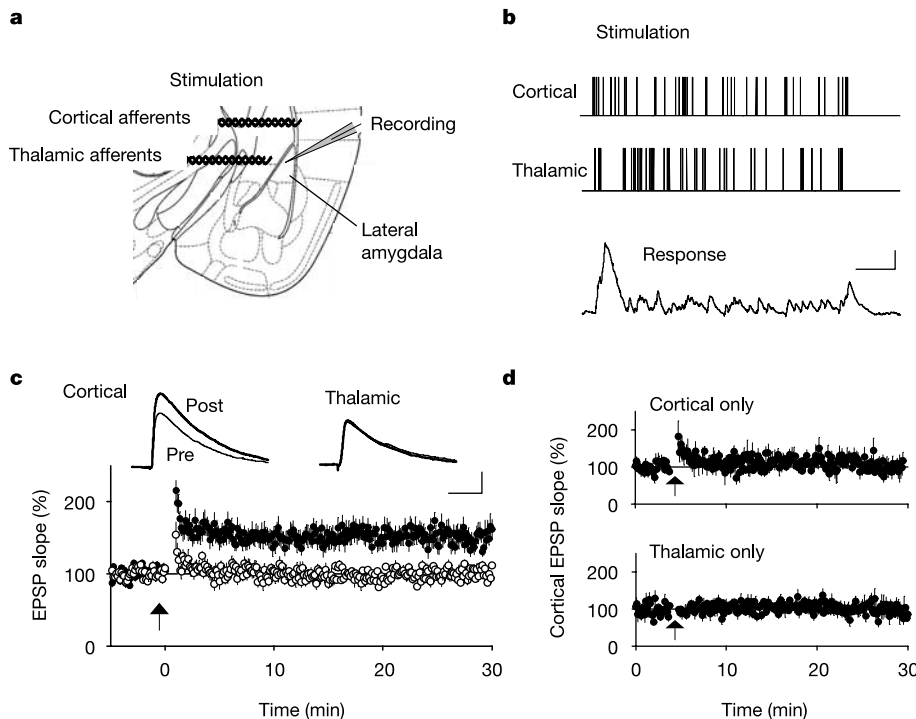 a
Stimulation
Cortical afferents
Thalamic afferents
Recording
Lateral
amygdala
b
Stimulation
Cortical
Thalamic
Response
c
Cortical
Post
Pre
Thalamic
EPSP slope (%)
200
100
0
0
10
20
30
Time (min)
d
Cortical EPSP slope (%)
Cortical only
200
100
0
Thalamic only
200
100
0
0
10
20
30
Time (min)